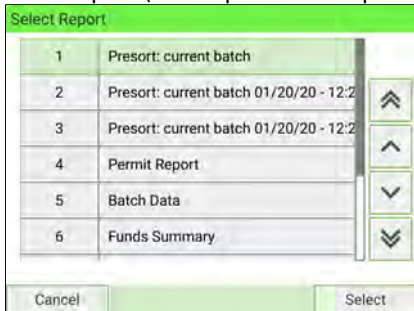 Select Report
1 Presort: current batch
2 Presort: current batch 01/20/20 - 12:2
3 Presort: current batch 01/20/20 - 12:2
4 Permit Report
5 Batch Data
6 Funds Summary
Cancel Select